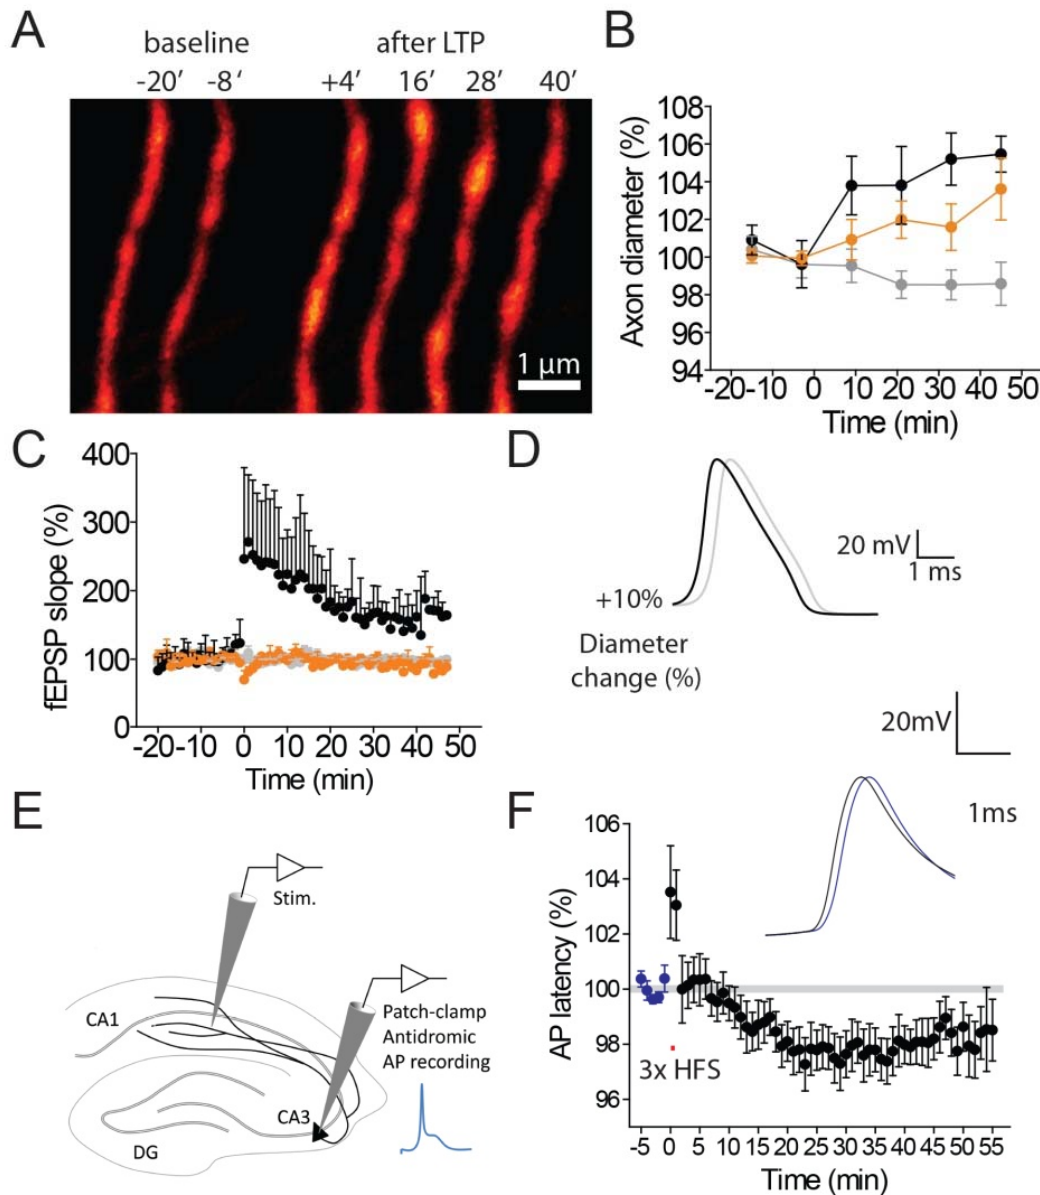 A
baseline
after LTP
-20′ -8′ +4′ 16′ 28′ 40′
1 µm
B
Axon diameter (%)
108
106
104
102
100
98
96
94
-20 -10 0 10 20 30 40 50
Time (min)
C
fEPSP slope (%)
400
300
200
100
0
-20 -10 0 10 20 30 40 50
Time (min)
D
20 mV
1 ms
+10%
Diameter
change (%)
20mV
1ms
E
Stim.
Patch-clamp
Antidromic
AP recording
CA1
CA3
DG
F
AP latency (%)
106
104
102
100
98
96
3x HFS
-5 0 5 10 15 20 25 30 35 40 45 50 55
Time (min)